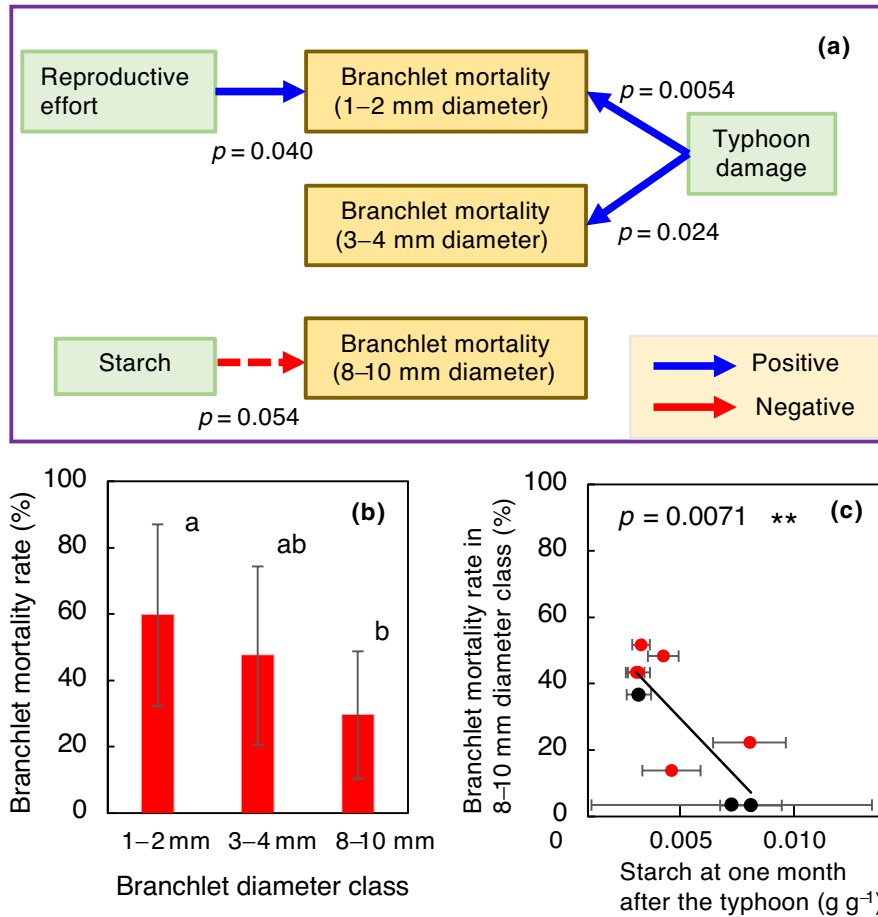 (a)
Reproductive
effort
p = 0.040
Branchlet mortality
(1–2 mm diameter)
p = 0.0054
Typhoon
damage
Branchlet mortality
(3–4 mm diameter)
p = 0.024
Starch
p = 0.054
Branchlet mortality
(8–10 mm diameter)
Positive
Negative
(b)
Branchlet mortality rate (%)
100
80
60
40
20
0
a
ab
b
1–2 mm
3–4 mm
8–10 mm
Branchlet diameter class
(c)
p = 0.0071 **
Branchlet mortality rate in
8–10 mm diameter class (%)
100
80
60
40
20
0
0
0.005
0.010
Starch at one month
after the typhoon (g g⁻¹)